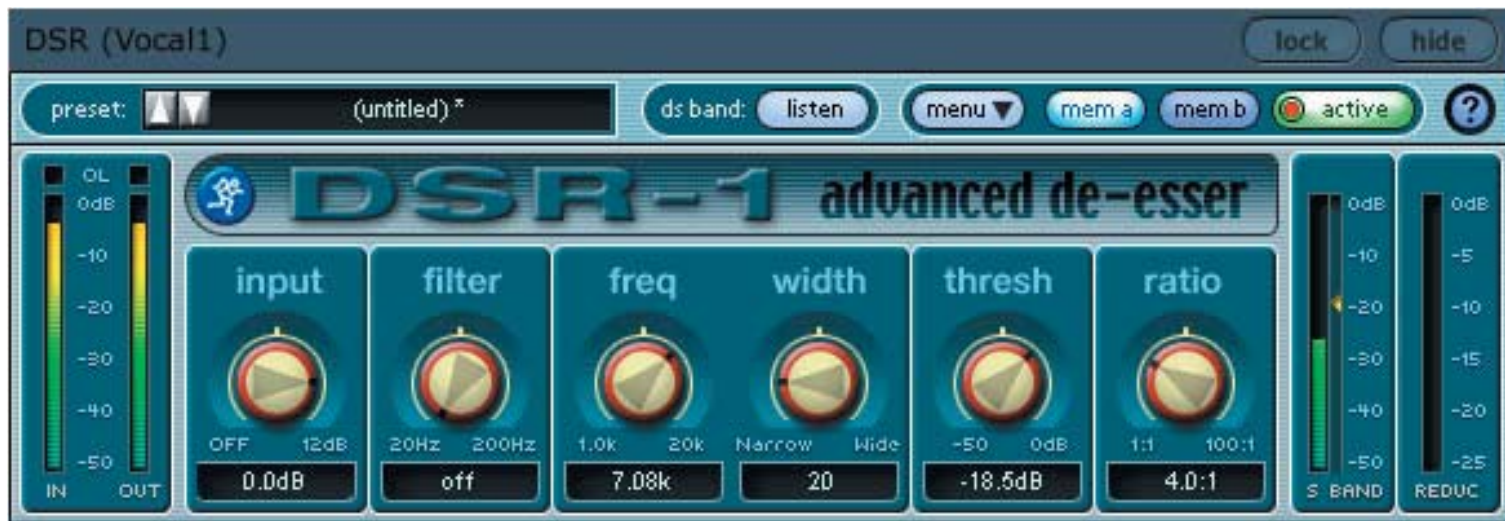 DSR (Vocal1)
lock
hide
preset:
(untitled) *
ds band:
listen
menu
mem a
mem b
active
?
OL
0dB
-10
-20
-30
-40
-50
IN OUT
DSR-1 advanced de-esser
input
OFF 12dB
0.0dB
filter
20Hz 200Hz
off
freq
1.0k 20k
7.08k
width
Narrow Wide
20
thresh
-50 0dB
-18.5dB
ratio
1:1 100:1
4.0:1
0dB
-10
-20
-30
-40
-50
S BAND
0dB
-5
-10
-15
-20
-25
REDUC